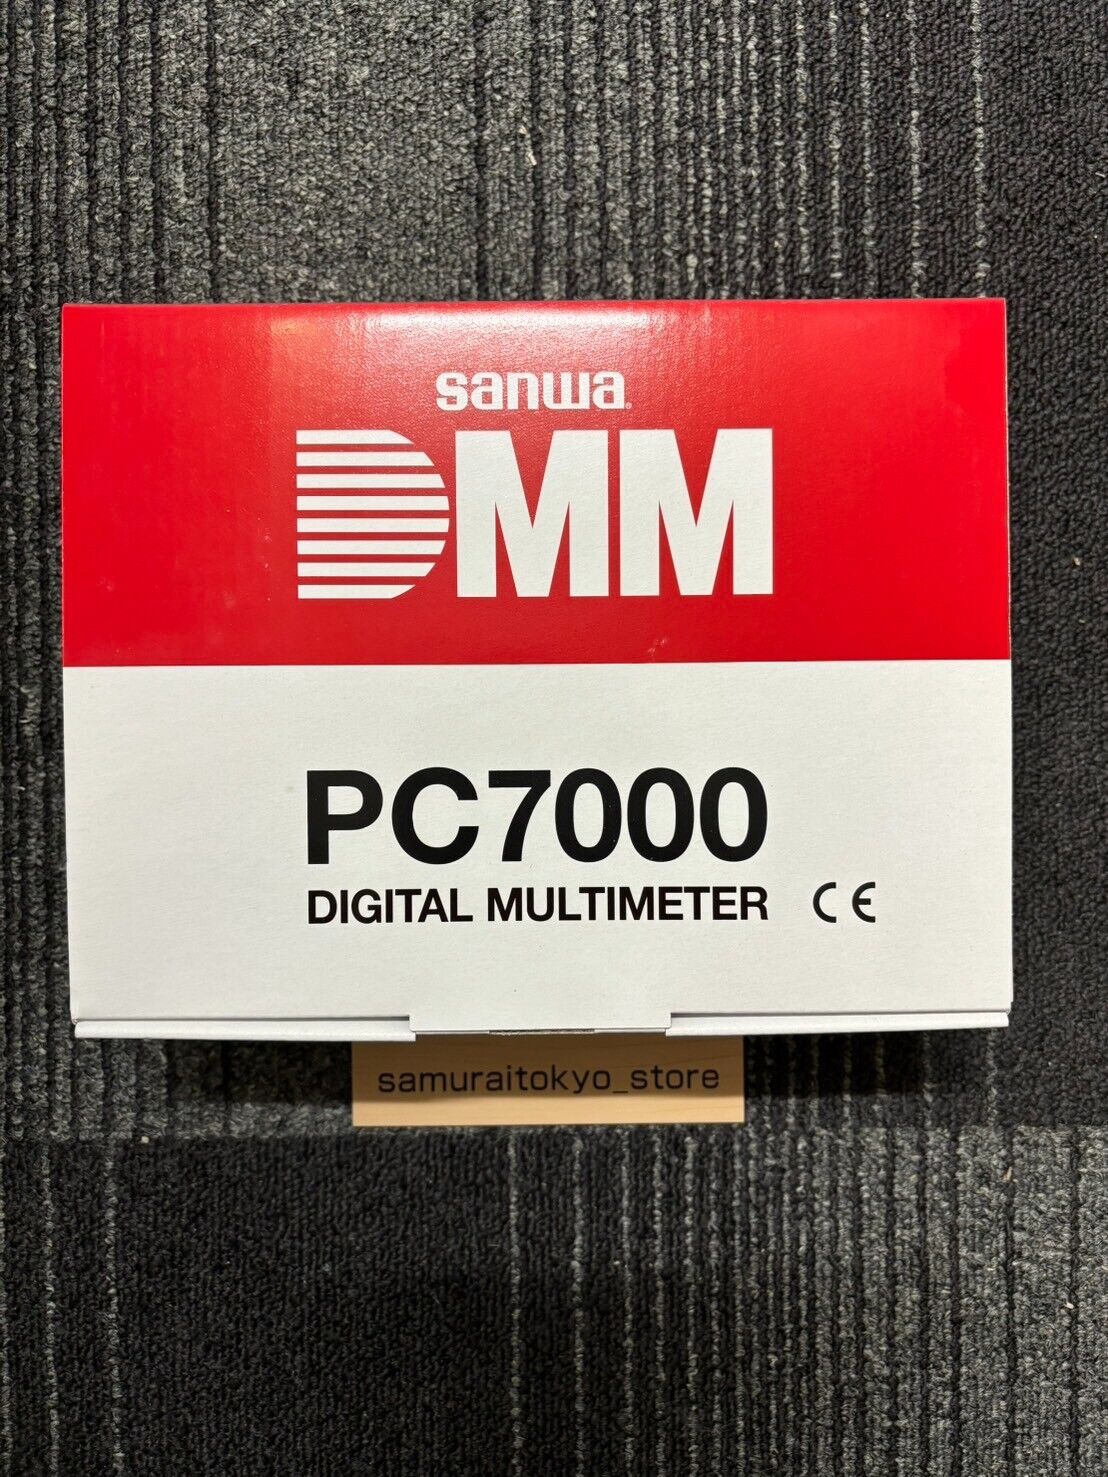 sanwa®
DMM
PC7000
DIGITAL MULTIMETER CE
samuraitokyo_store